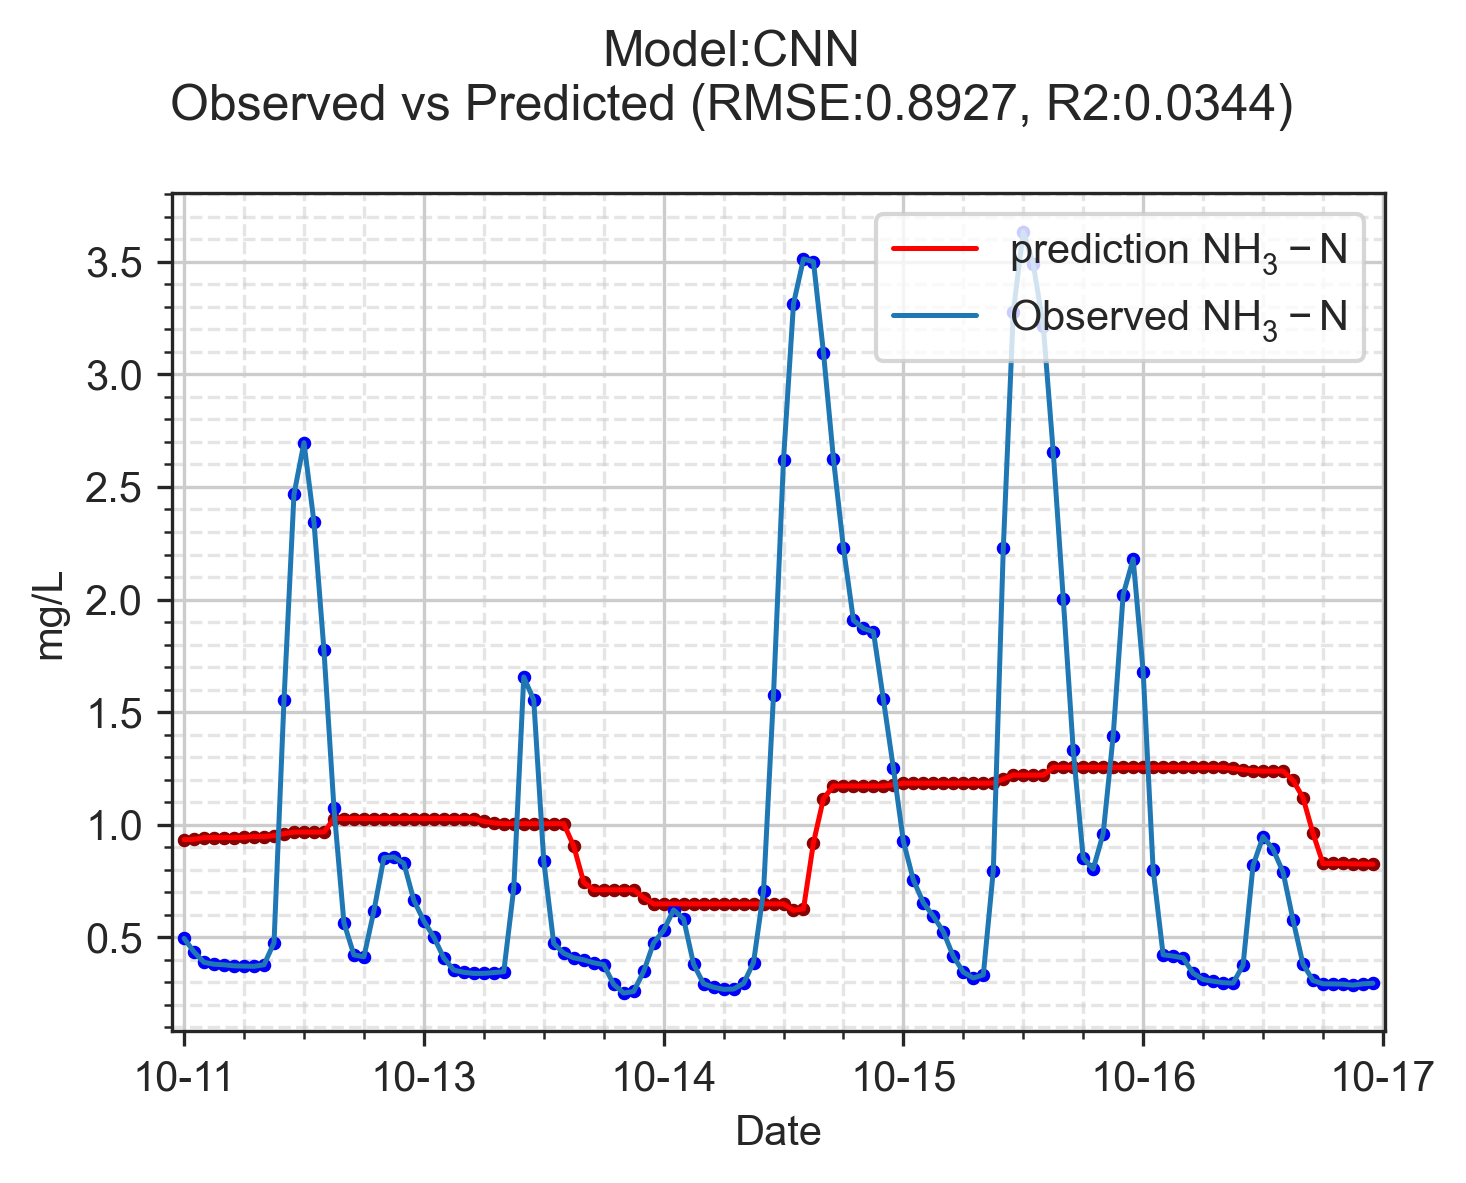 Model:CNN
Observed vs Predicted (RMSE:0.8927, R2:0.0344)
prediction NH₃ − N
Observed NH₃ − N
3.5
3.0
2.5
2.0
1.5
1.0
0.5
mg/L
10-11 10-13 10-14 10-15 10-16 10-17
Date